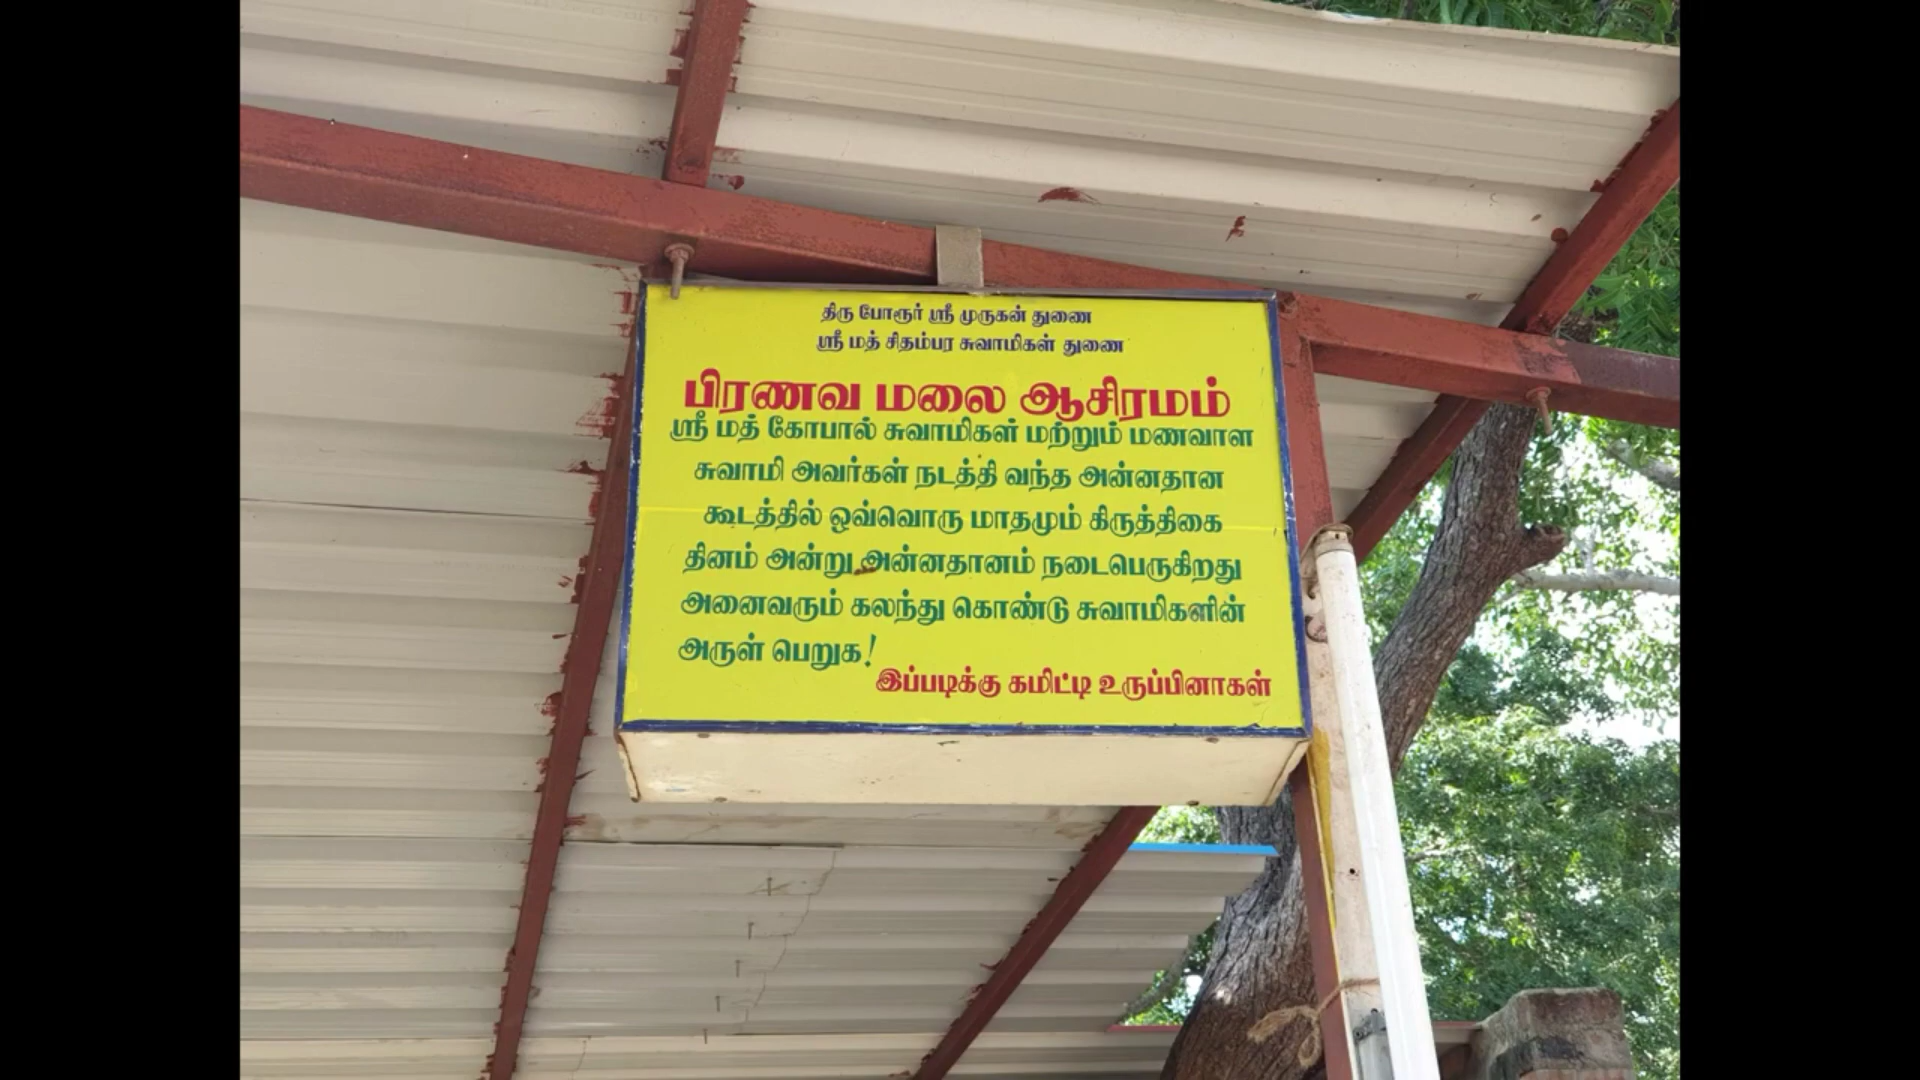 திரு போரூர் ஸ்ரீ முருகன் துணை
ஸ்ரீ மத் சிதம்பர சுவாமிகள் துணை
பிரணவ மலை ஆசிரமம்
ஸ்ரீ மத் கோபால் சுவாமிகள் மற்றும் மணவாள
சுவாமி அவர்கள் நடத்தி வந்த அன்னதான
கூடத்தில் ஒவ்வொரு மாதமும் கிருத்திகை
தினம் அன்று அன்னதானம் நடைபெருகிறது
அனைவரும் கலந்து கொண்டு சுவாமிகளின்
அருள் பெறுக!
இப்படிக்கு கமிட்டி உருப்பினாகள்